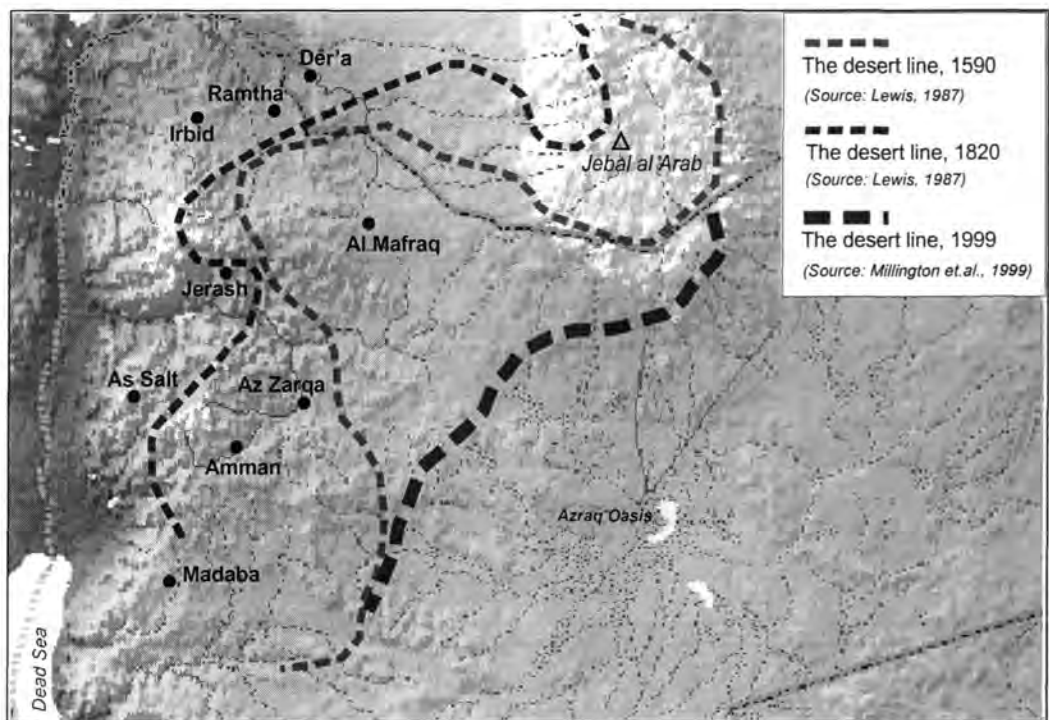 The desert line, 1590
(Source: Lewis, 1987)
The desert line, 1820
(Source: Lewis, 1987)
The desert line, 1999
(Source: Millington et.al., 1999)
Der'a
Ramtha
Irbid
Jebal al Arab
Al Mafraq
Jerash
As Salt
Az Zarqa
Amman
Azraq Oasis
Madaba
Dead Sea